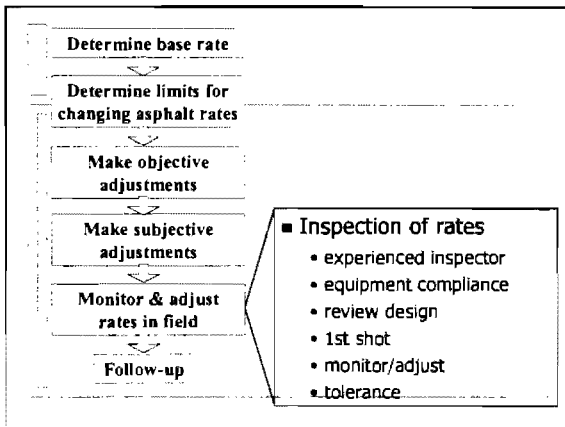 Determine base rate
Determine limits for
changing asphalt rates
Make objective
adjustments
Make subjective
adjustments
Monitor & adjust
rates in field
Follow-up
■ Inspection of rates
• experienced inspector
• equipment compliance
• review design
• 1st shot
• monitor/adjust
• tolerance